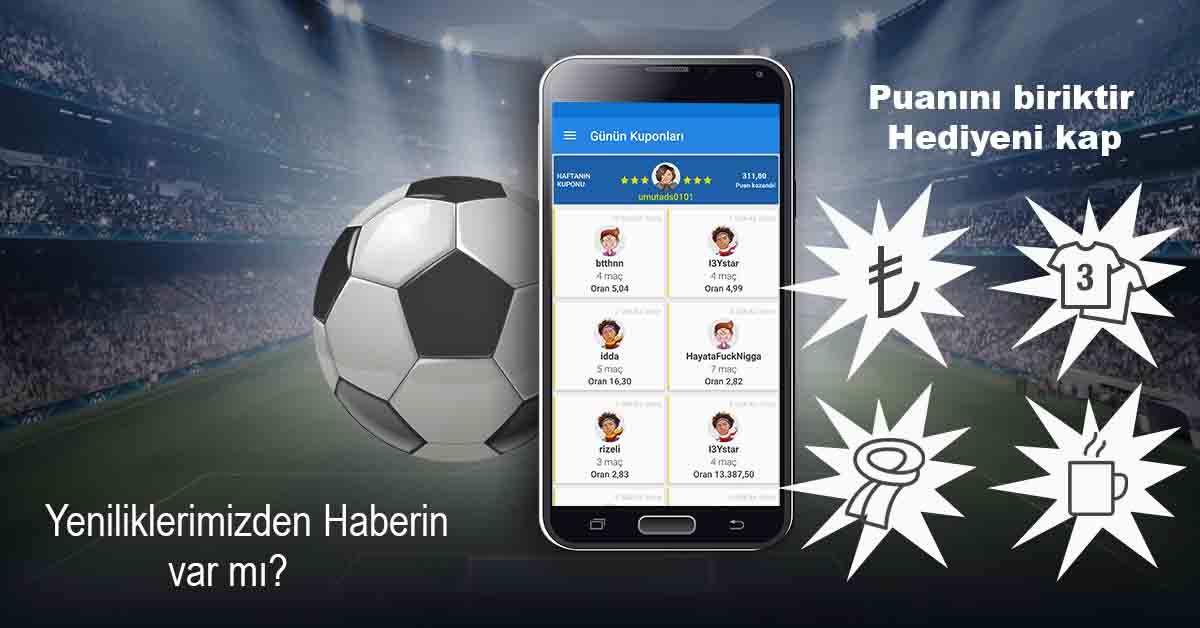 Puanını biriktir
Hediyeni kap
Günün Kuponları
HAFTANIN
KUPONU
311,80
Puan kazandı!
umutads0101
btthnn
4 maç
Oran 5,04
I3Ystar
4 maç
Oran 4,99
idda
5 maç
Oran 16,30
HayataFuckNigga
7 maç
Oran 2,82
rizeli
3 maç
Oran 2,83
I3Ystar
4 maç
Oran 13.387,50
3
Yeniliklerimizden Haberin
var mı?